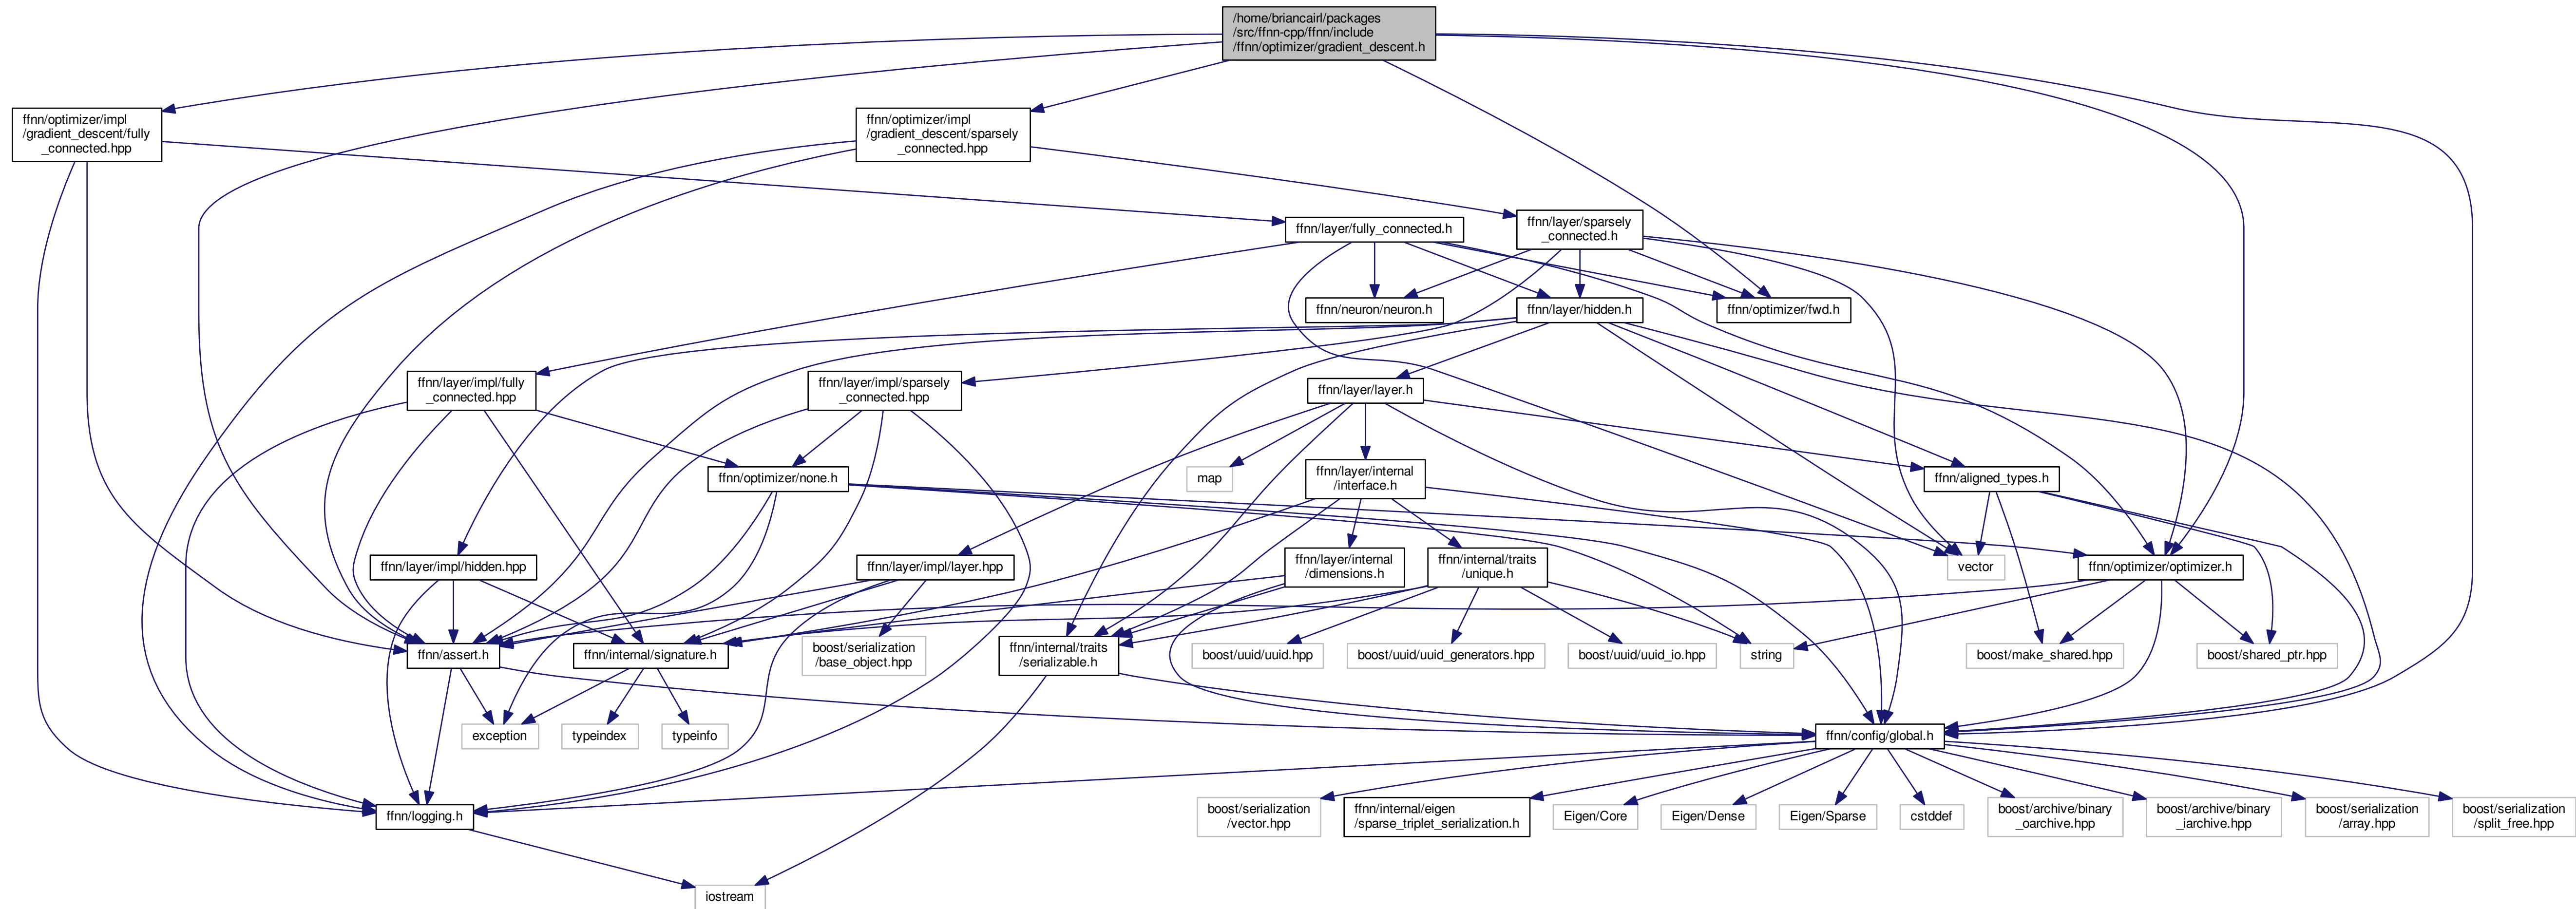 /home/briancairl/packages
/src/ffnn-cpp/ffnn/include
/ffnn/optimizer/gradient_descent.h
ffnn/optimizer/impl
/gradient_descent/fully
_connected.hpp
ffnn/optimizer/impl
/gradient_descent/sparsely
_connected.hpp
ffnn/layer/fully_connected.h
ffnn/layer/sparsely
_connected.h
ffnn/neuron/neuron.h
ffnn/layer/hidden.h
ffnn/optimizer/fwd.h
ffnn/layer/impl/fully
_connected.hpp
ffnn/layer/impl/sparsely
_connected.hpp
ffnn/layer/layer.h
ffnn/optimizer/none.h
map
ffnn/layer/internal
/interface.h
ffnn/aligned_types.h
ffnn/layer/impl/hidden.hpp
ffnn/layer/impl/layer.hpp
ffnn/layer/internal
/dimensions.h
ffnn/internal/traits
/unique.h
vector
ffnn/optimizer/optimizer.h
ffnn/assert.h
ffnn/internal/signature.h
boost/serialization
/base_object.hpp
ffnn/internal/traits
/serializable.h
boost/uuid/uuid.hpp
boost/uuid/uuid_generators.hpp
boost/uuid/uuid_io.hpp
string
boost/make_shared.hpp
boost/shared_ptr.hpp
exception
typeindex
typeinfo
ffnn/config/global.h
ffnn/logging.h
boost/serialization
/vector.hpp
ffnn/internal/eigen
/sparse_triplet_serialization.h
Eigen/Core
Eigen/Dense
Eigen/Sparse
cstddef
boost/archive/binary
_oarchive.hpp
boost/archive/binary
_iarchive.hpp
boost/serialization
/array.hpp
boost/serialization
/split_free.hpp
iostream